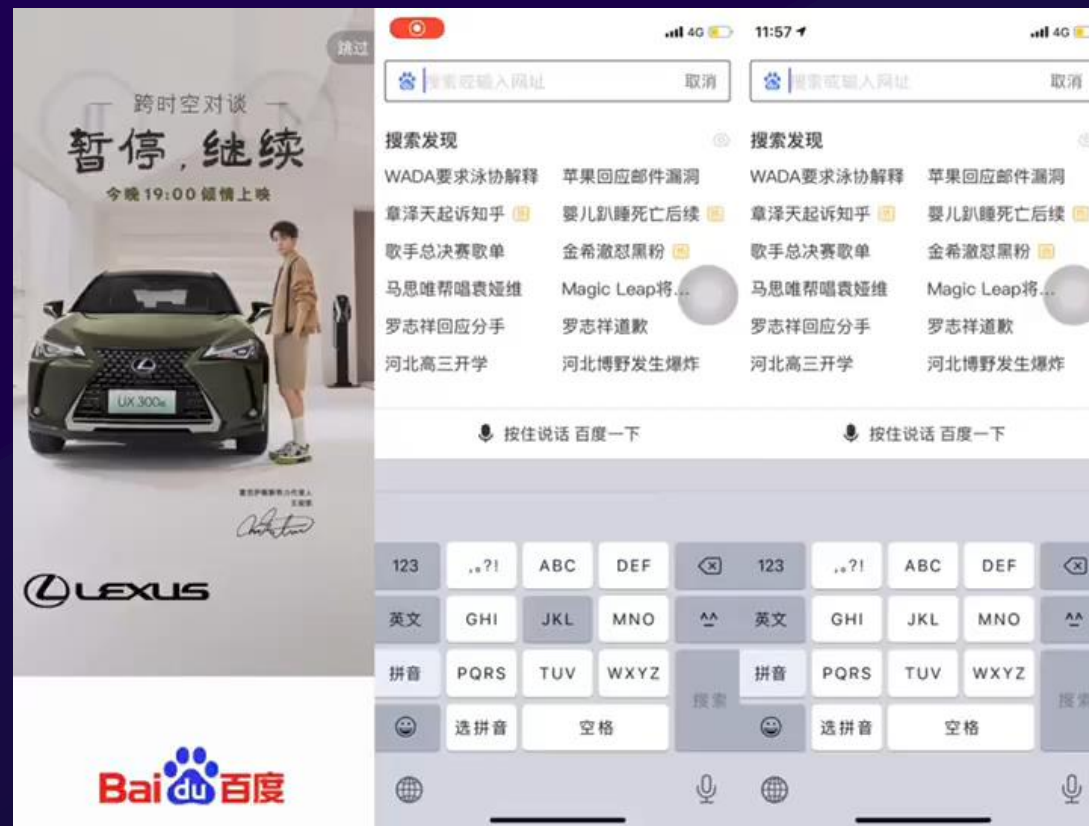 跳过
跨时空对谈
暂停,继续
今晚19:00倾情上映
UX 300e
LEXUS
Bai du 百度
4G
搜索或输入网址
取消
搜索发现
WADA要求泳协解释 苹果回应邮件漏洞
章泽天起诉知乎 热 婴儿趴睡死亡后续 热
歌手总决赛歌单 金希澈怼黑粉 热
马思唯帮唱袁娅维 Magic Leap将...
罗志祥回应分手 罗志祥道歉
河北高三开学 河北博野发生爆炸
按住说话 百度一下
123 ,。?! ABC DEF
英文 GHI JKL MNO ^^
拼音 PQRS TUV WXYZ
搜索
选拼音 空格
11:57 4G
搜索或输入网址
取消
搜索发现
WADA要求泳协解释 苹果回应邮件漏洞
章泽天起诉知乎 热 婴儿趴睡死亡后续 热
歌手总决赛歌单 金希澈怼黑粉 热
马思唯帮唱袁娅维 Magic Leap将...
罗志祥回应分手 罗志祥道歉
河北高三开学 河北博野发生爆炸
按住说话 百度一下
123 ,。?! ABC DEF
英文 GHI JKL MNO ^^
拼音 PQRS TUV WXYZ
搜索
选拼音 空格